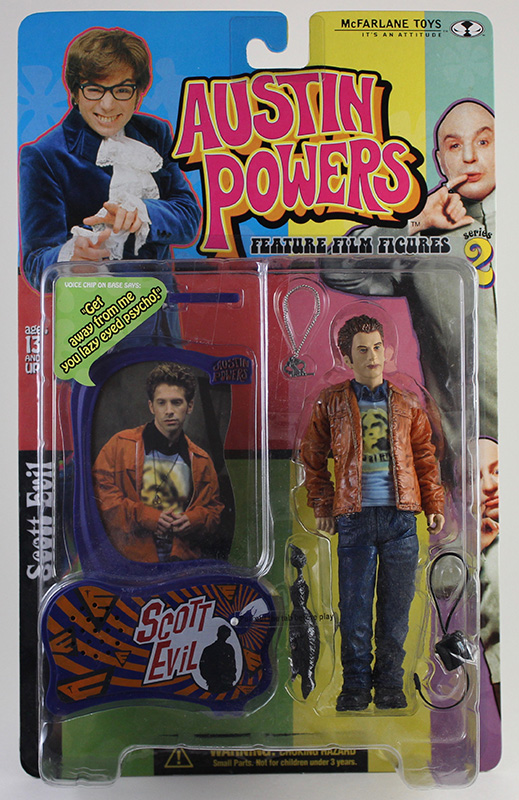 McFARLANE TOYS
IT'S AN ATTITUDE
AUSTIN
POWERS
TM
FEATURE FILM FIGURES
series
2
VOICE CHIP ON BASE SAYS:
"Get
away from me
you lazy eyed psycho!"
ages
13
AND
UP
AUSTIN
POWERS
Scott Evil
SCOTT
EVIL
to play
WARNING: CHOKING HAZARD
Small Parts. Not for children under 3 years.